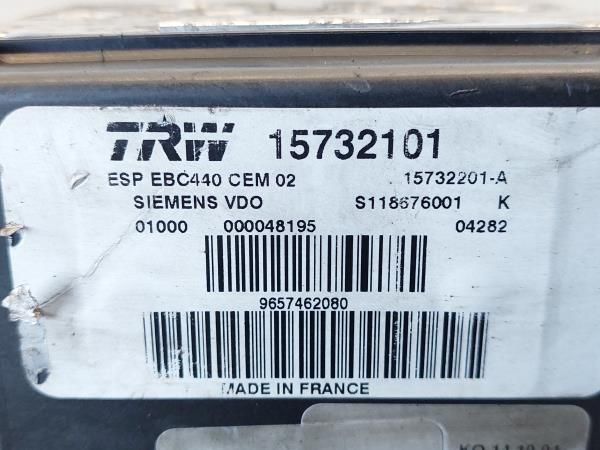 TRW 15732101
ESP EBC440 CEM 02 15732201-A
SIEMENS VDO S118676001 K
01000 000048195 04282
9657462080
MADE IN FRANCE